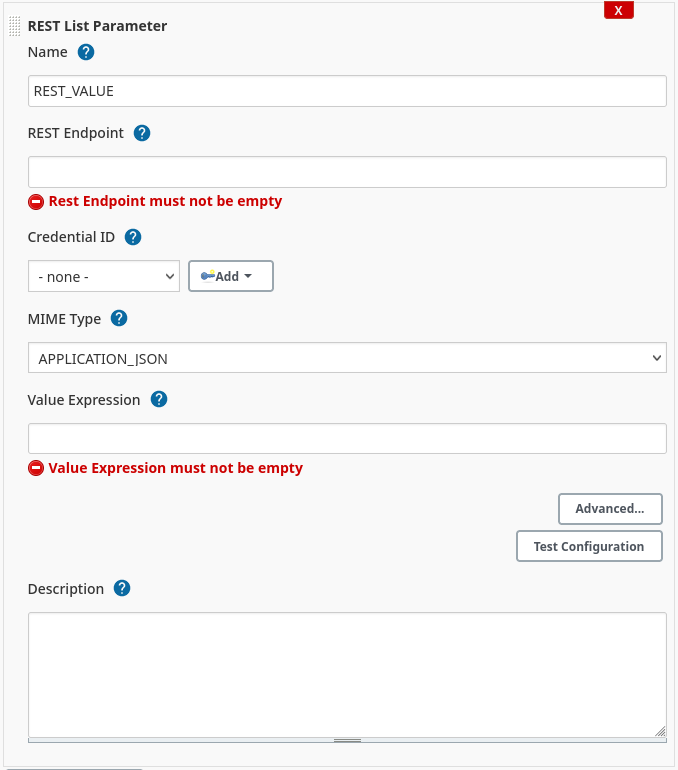 X
REST List Parameter
Name ?
REST_VALUE
REST Endpoint ?
Rest Endpoint must not be empty
Credential ID ?
- none - Add
MIME Type ?
APPLICATION_JSON
Value Expression ?
Value Expression must not be empty
Advanced...
Test Configuration
Description ?